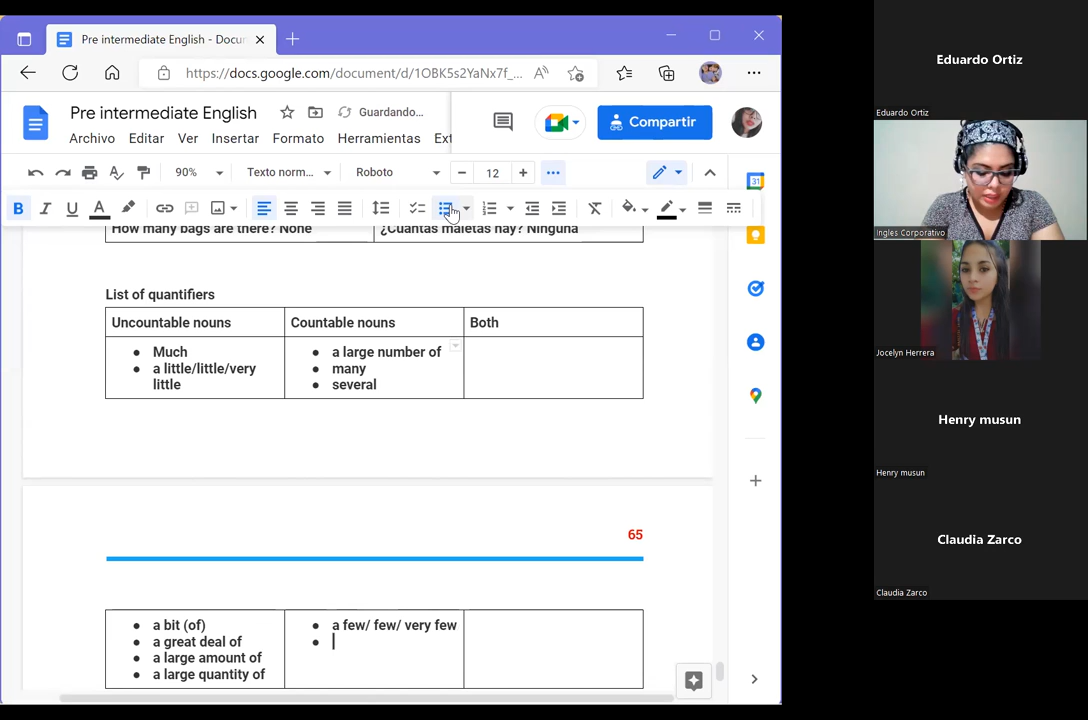 Pre intermediate English - Docu
https://docs.google.com/document/d/1OBK5s2YaNx7f_...
Pre intermediate English
Guardando...
Archivo Editar Ver Insertar Formato Herramientas Ext
Compartir
90% Texto norm... Roboto 12
B I U A
How many bags are there? None ¿Cuántas maletas hay? Ninguna
List of quantifiers
Uncountable nouns Countable nouns Both
Much a large number of
a little/little/very many
little several
65
a bit (of) a few/ few/ very few
a great deal of
a large amount of
a large quantity of
31
Eduardo Ortiz
Eduardo Ortiz
Ingles Corporativo
Jocelyn Herrera
Henry musun
Henry musun
Claudia Zarco
Claudia Zarco